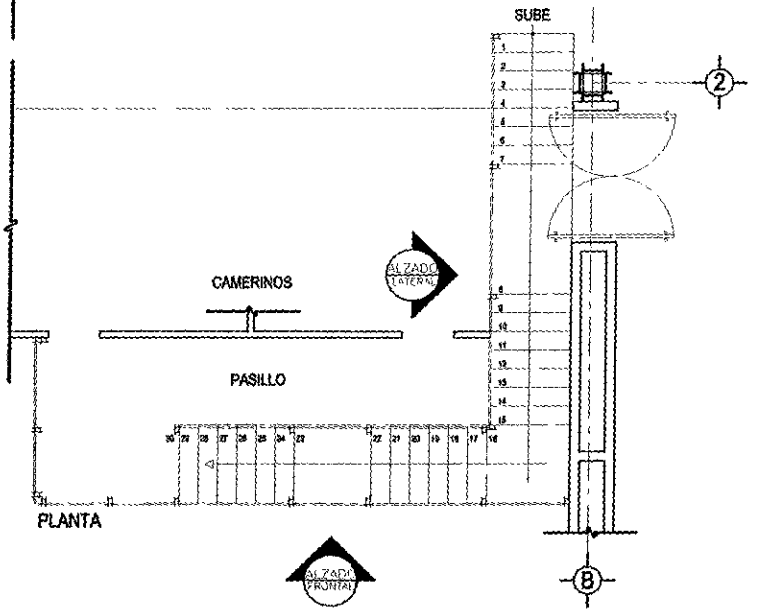 SUBE
1
2
3
4
5
6
7
2
ALZADO
LATERAL
CAMERINOS
8
9
10
11
12
13
14
15
PASILLO
30 29 28 27 26 25 24 23 22 21 20 19 18 17 16
PLANTA
ALZADO
FRONTAL
B